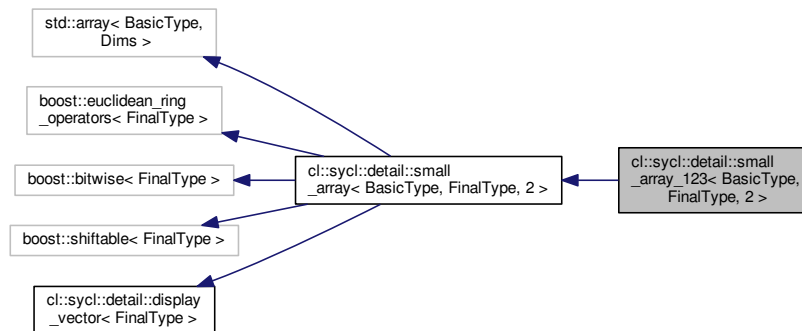 std::array< BasicType,
Dims >
boost::euclidean_ring
_operators< FinalType >
boost::bitwise< FinalType >
boost::shiftable< FinalType >
cl::sycl::detail::display
_vector< FinalType >
cl::sycl::detail::small
_array< BasicType, FinalType, 2 >
cl::sycl::detail::small
_array_123< BasicType,
FinalType, 2 >